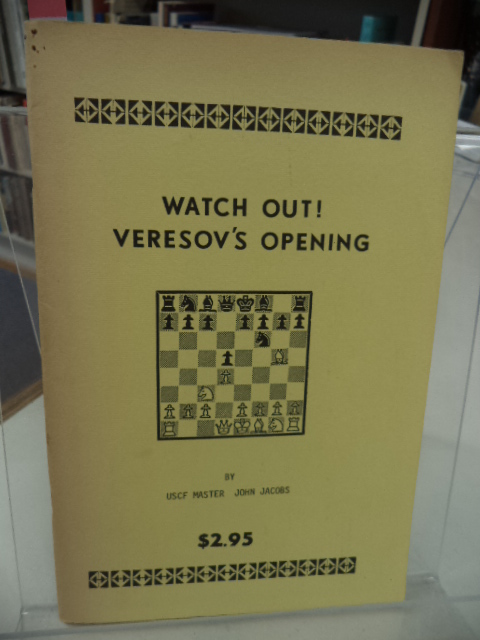 WATCH OUT!
VERESOV'S OPENING
BY
USCF MASTER JOHN JACOBS
$2.95